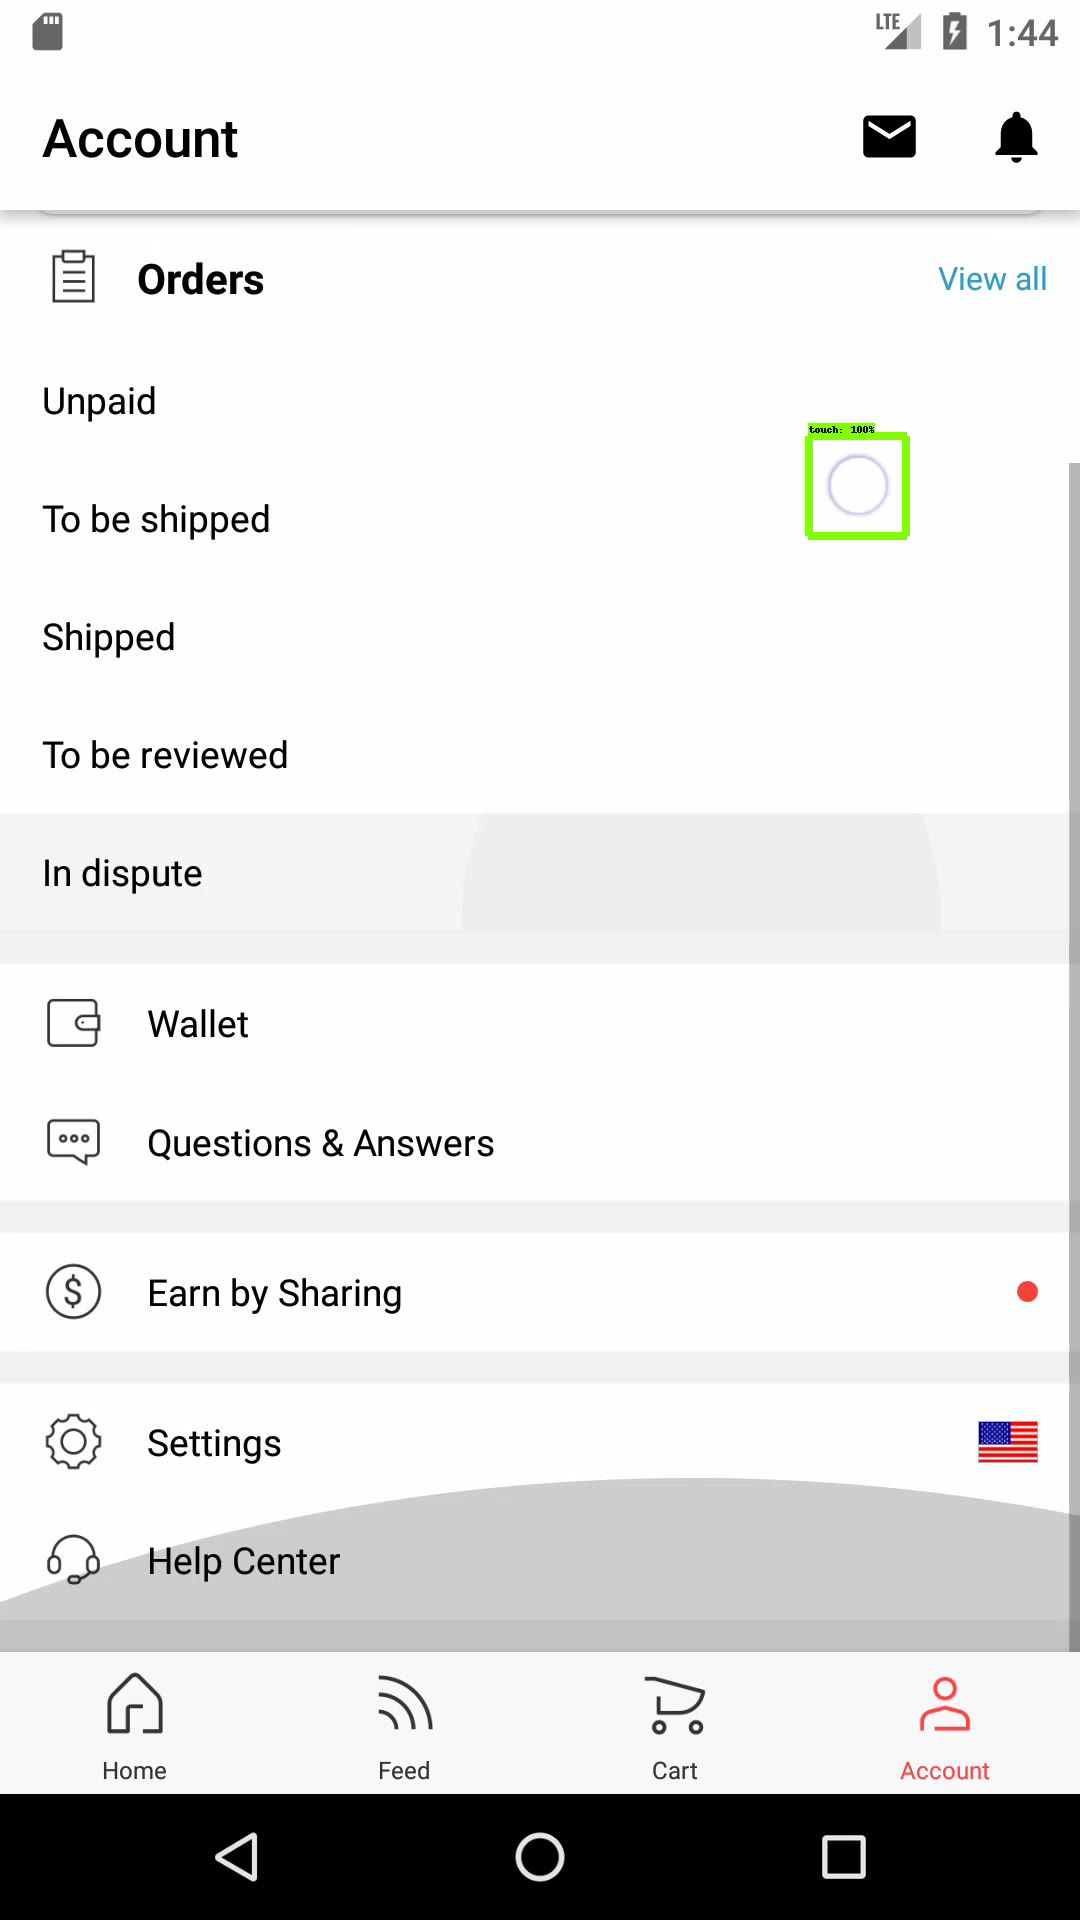 LTE 1:44
Account
Orders View all
Unpaid
touch: 100%
To be shipped
Shipped
To be reviewed
In dispute
Wallet
Questions & Answers
Earn by Sharing
Settings
Help Center
Home Feed Cart Account